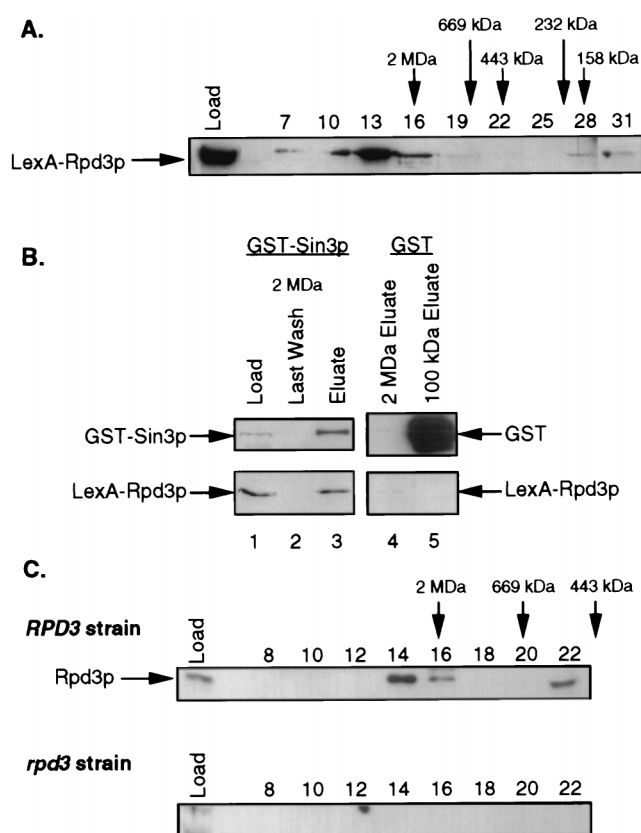 A.
669 kDa 232 kDa
2 MDa 443 kDa 158 kDa
Load 7 10 13 16 19 22 25 28 31
LexA-Rpd3p
B.
GST-Sin3p GST
2 MDa
Load Last Wash Eluate 2 MDa Eluate 100 kDa Eluate
GST-Sin3p GST
LexA-Rpd3p LexA-Rpd3p
1 2 3 4 5
C.
2 MDa 669 kDa 443 kDa
RPD3 strain
Load 8 10 12 14 16 18 20 22
Rpd3p
rpd3 strain
Load 8 10 12 14 16 18 20 22